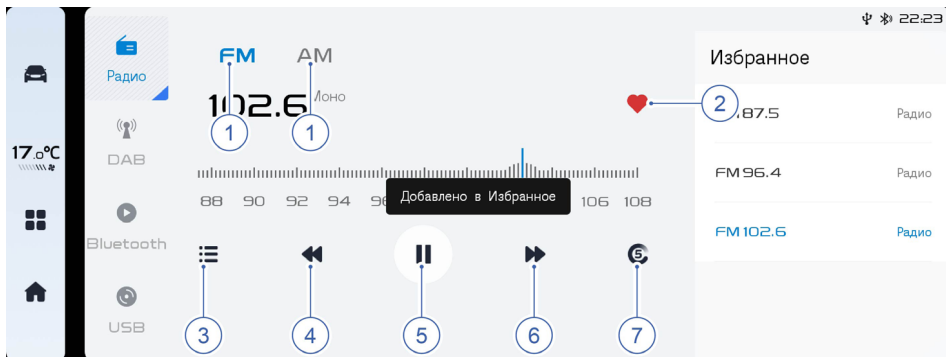 22:23
17.0°C
Радио
DAB
Bluetooth
USB
FM AM
102.6 Моно
1 1
2
88 90 92 94 106 108
Добавлено в Избранное
3 4 5 6 7
5
Избранное
87.5 Радио
FM 96.4 Радио
FM 102.6 Радио